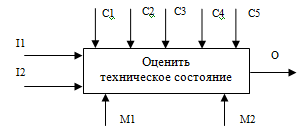 C1 C2 C3 C4 C5
I1
O
I2
Оценить
техническое состояние
M1 M2